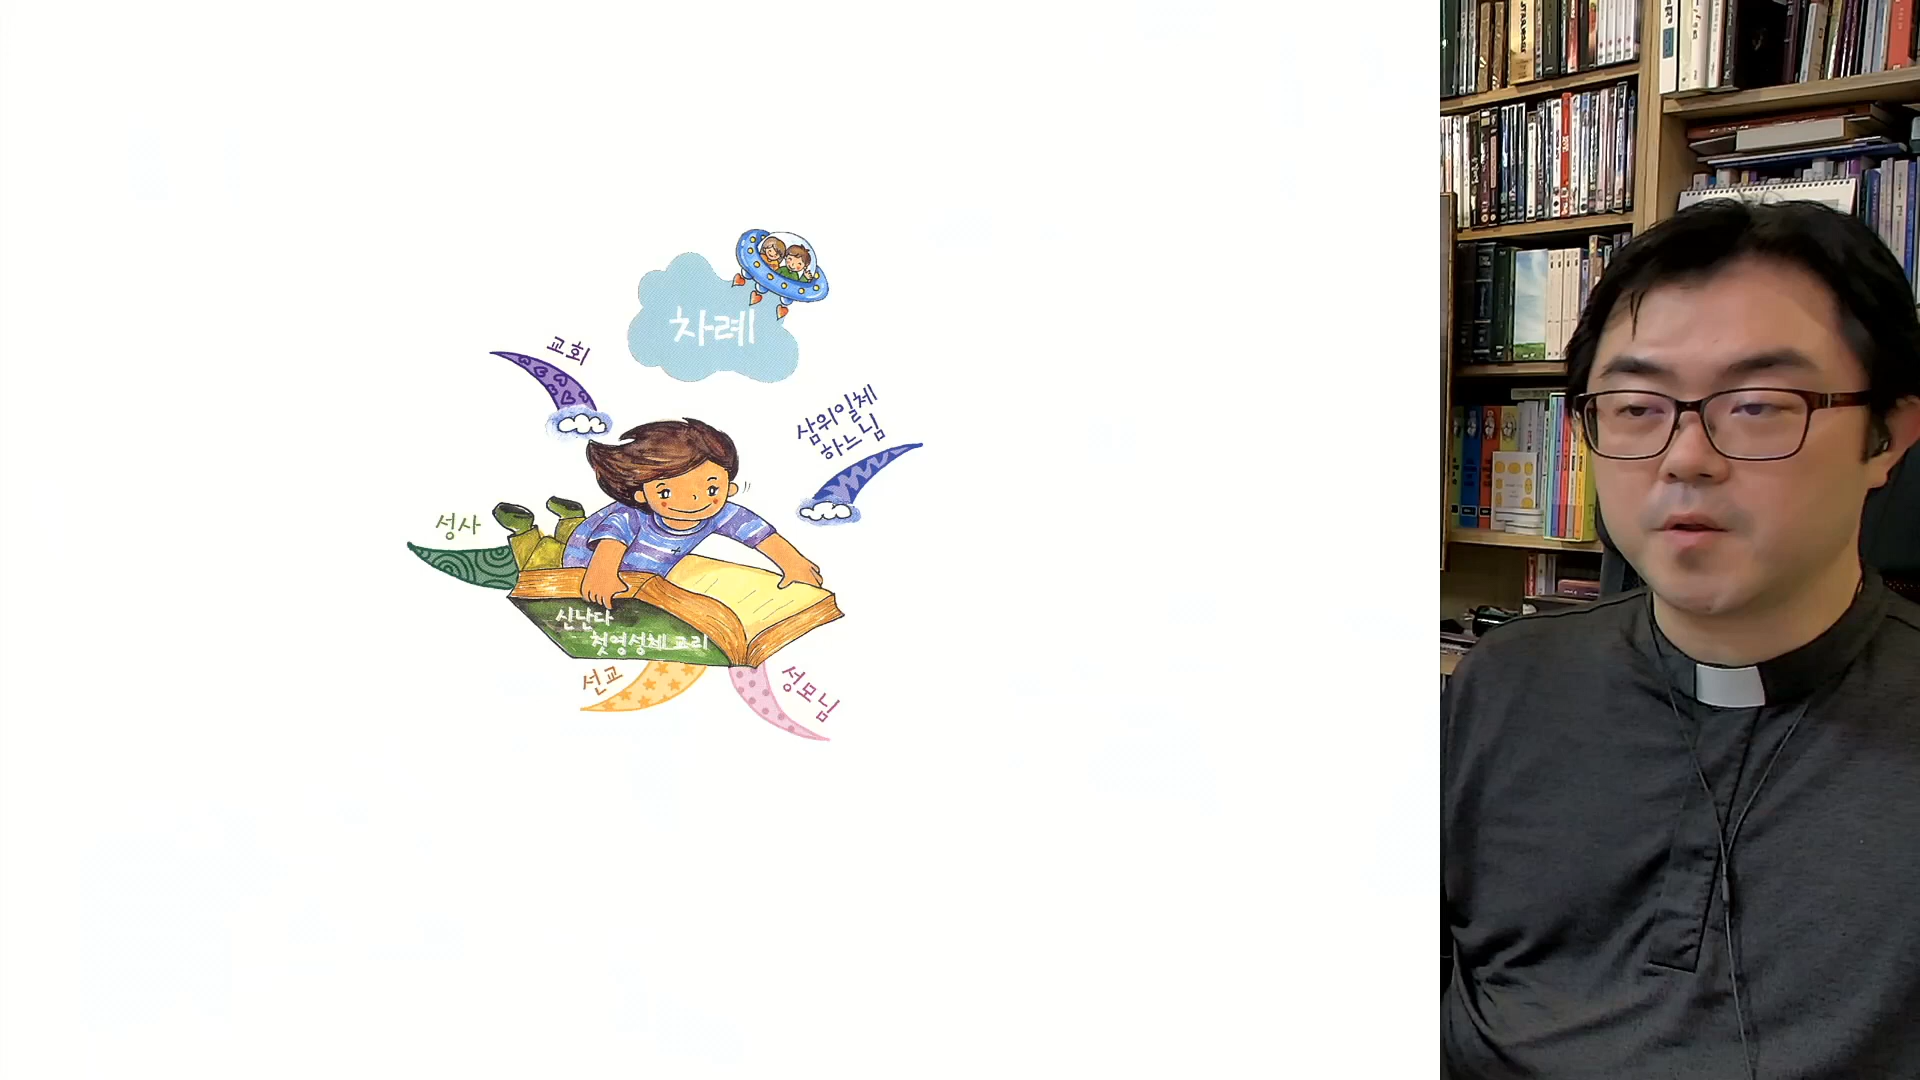 차례
교회
삼위일체
하느님
성사
신난다
첫영성체 교리
선교
성모님